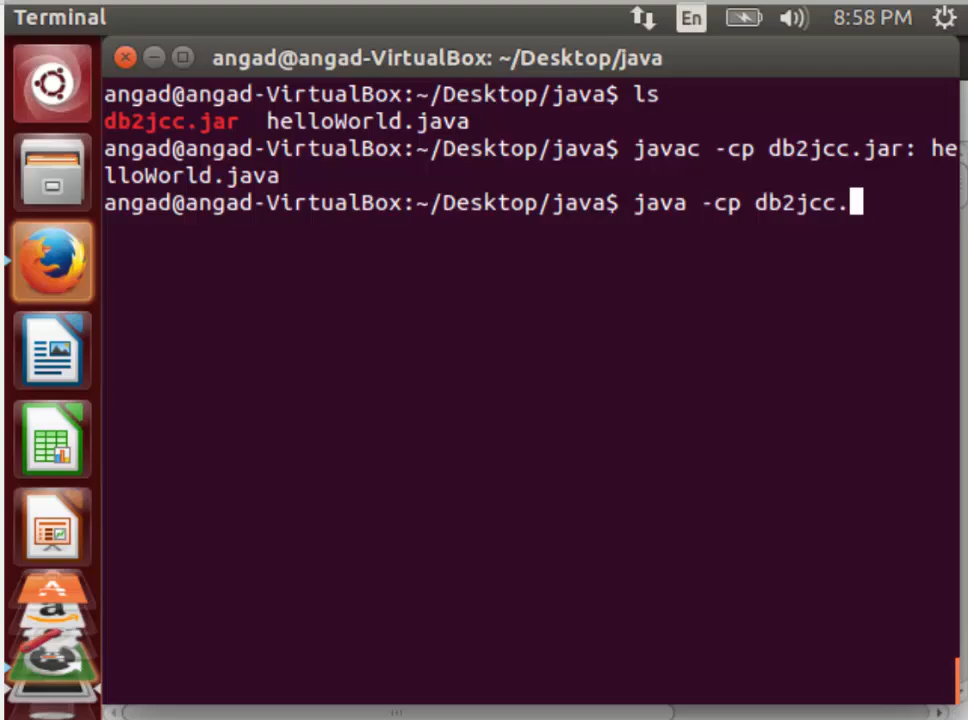 Terminal
En
8:58 PM
angad@angad-VirtualBox: ~/Desktop/java
angad@angad-VirtualBox:~/Desktop/java$ ls
db2jcc.jar  helloWorld.java
angad@angad-VirtualBox:~/Desktop/java$ javac -cp db2jcc.jar: he
lloWorld.java
angad@angad-VirtualBox:~/Desktop/java$ java -cp db2jcc.